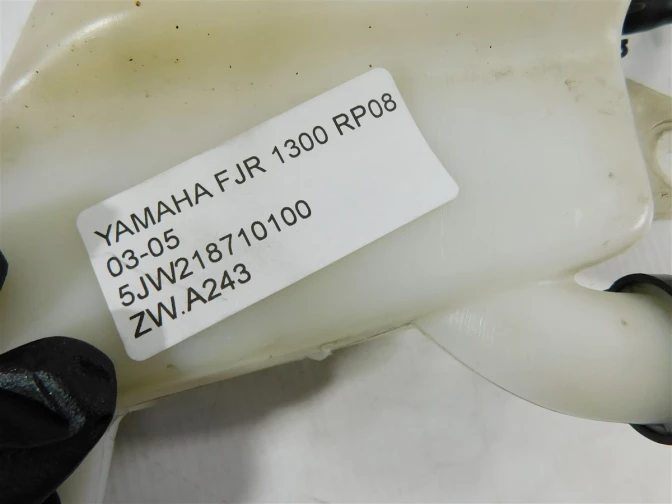 YAMAHA FJR 1300 RP08
03-05
5JW218710100
ZW.A243